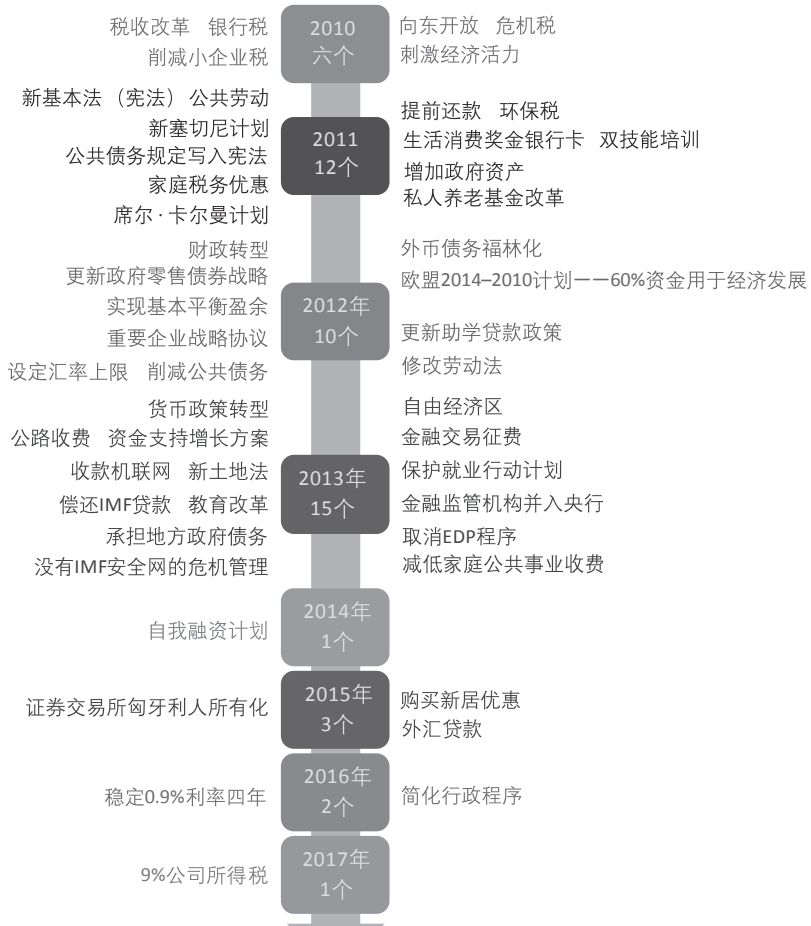 税收改革 银行税
削减小企业税
2010
六个
向东开放 危机税
刺激经济活力
新基本法（宪法）公共劳动
新塞切尼计划
公共债务规定写入宪法
家庭税务优惠
席尔·卡尔曼计划
2011
12个
提前还款 环保税
生活消费奖金银行卡 双技能培训
增加政府资产
私人养老基金改革
财政转型
更新政府零售债券战略
实现基本平衡盈余
重要企业战略协议
设定汇率上限 削减公共债务
2012年
10个
外币债务福林化
欧盟2014–2010计划——60%资金用于经济发展
更新助学贷款政策
修改劳动法
货币政策转型
公路收费 资金支持增长方案
收款机联网 新土地法
偿还IMF贷款 教育改革
承担地方政府债务
没有IMF安全网的危机管理
2013年
15个
自由经济区
金融交易征费
保护就业行动计划
金融监管机构并入央行
取消EDP程序
减低家庭公共事业收费
自我融资计划
2014年
1个
证券交易所匈牙利人所有化
2015年
3个
购买新居优惠
外汇贷款
稳定0.9%利率四年
2016年
2个
简化行政程序
9%公司所得税
2017年
1个